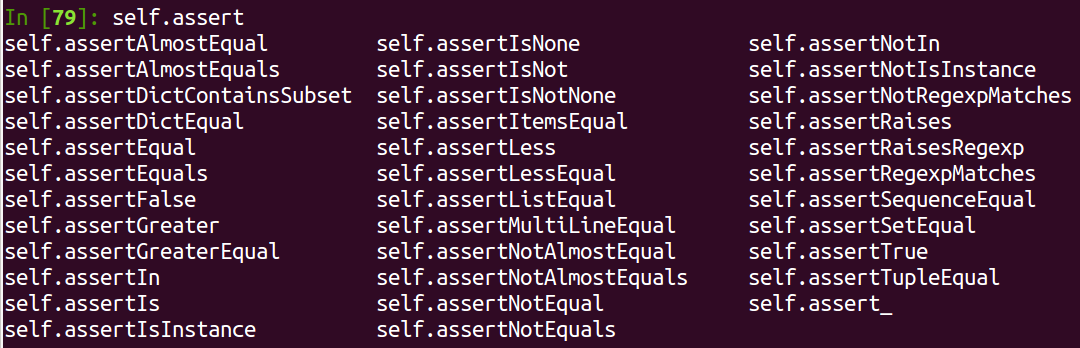 In [79]: self.assert
self.assertAlmostEqual self.assertIsNone self.assertNotIn
self.assertAlmostEquals self.assertIsNot self.assertNotIsInstance
self.assertDictContainsSubset self.assertIsNotNone self.assertNotRegexpMatches
self.assertDictEqual self.assertItemsEqual self.assertRaises
self.assertEqual self.assertLess self.assertRaisesRegexp
self.assertEquals self.assertLessEqual self.assertRegexpMatches
self.assertFalse self.assertListEqual self.assertSequenceEqual
self.assertGreater self.assertMultiLineEqual self.assertSetEqual
self.assertGreaterEqual self.assertNotAlmostEqual self.assertTrue
self.assertIn self.assertNotAlmostEquals self.assertTupleEqual
self.assertIs self.assertNotEqual self.assert_
self.assertIsInstance self.assertNotEquals